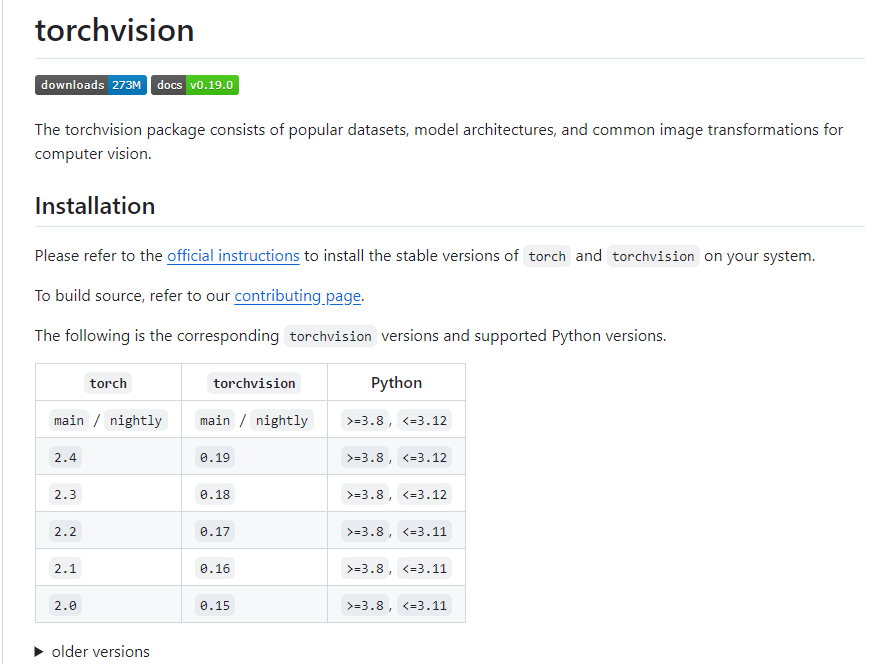 torchvision
downloads 273M docs v0.19.0
The torchvision package consists of popular datasets, model architectures, and common image transformations for
computer vision.
Installation
Please refer to the official instructions to install the stable versions of torch and torchvision on your system.
To build source, refer to our contributing page.
The following is the corresponding torchvision versions and supported Python versions.
torch torchvision Python
main / nightly main / nightly >=3.8 , <=3.12
2.4 0.19 >=3.8 , <=3.12
2.3 0.18 >=3.8 , <=3.12
2.2 0.17 >=3.8 , <=3.11
2.1 0.16 >=3.8 , <=3.11
2.0 0.15 >=3.8 , <=3.11
older versions